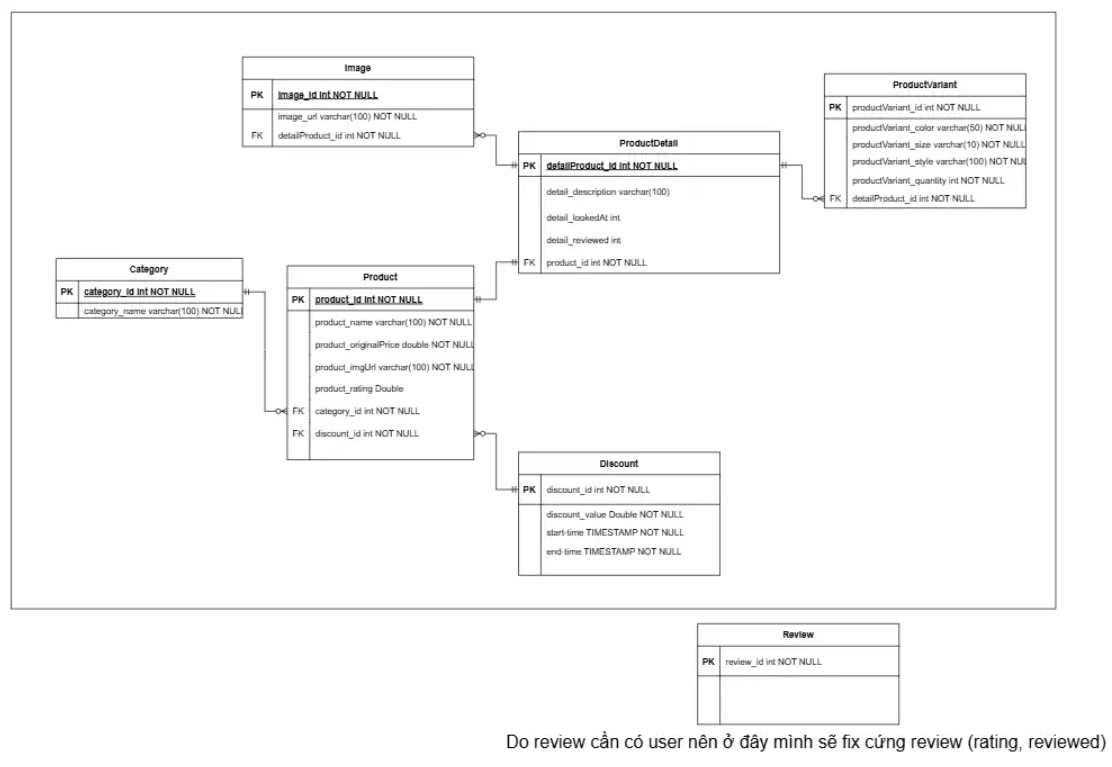 Image
PK image_id int NOT NULL
image_url varchar(100) NOT NULL
FK detailProduct_id int NOT NULL
ProductVariant
PK productVariant_id int NOT NULL
productVariant_color varchar(50) NOT NULL
productVariant_size varchar(10) NOT NULL
productVariant_style varchar(100) NOT NULL
productVariant_quantity int NOT NULL
FK detailProduct_id int NOT NULL
ProductDetail
PK detailProduct_id int NOT NULL
detail_description varchar(100)
detail_lookedAt int
detail_reviewed int
FK product_id int NOT NULL
Category
PK category_id int NOT NULL
category_name varchar(100) NOT NULL
Product
PK product_id int NOT NULL
product_name varchar(100) NOT NULL
product_originalPrice double NOT NULL
product_imgUrl varchar(100) NOT NULL
product_rating Double
FK category_id int NOT NULL
FK discount_id int NOT NULL
Discount
PK discount_id int NOT NULL
discount_value Double NOT NULL
start-time TIMESTAMP NOT NULL
end-time TIMESTAMP NOT NULL
Review
PK review_id int NOT NULL
Do review cần có user nên ở đây mình sẽ fix cứng review (rating, reviewed)